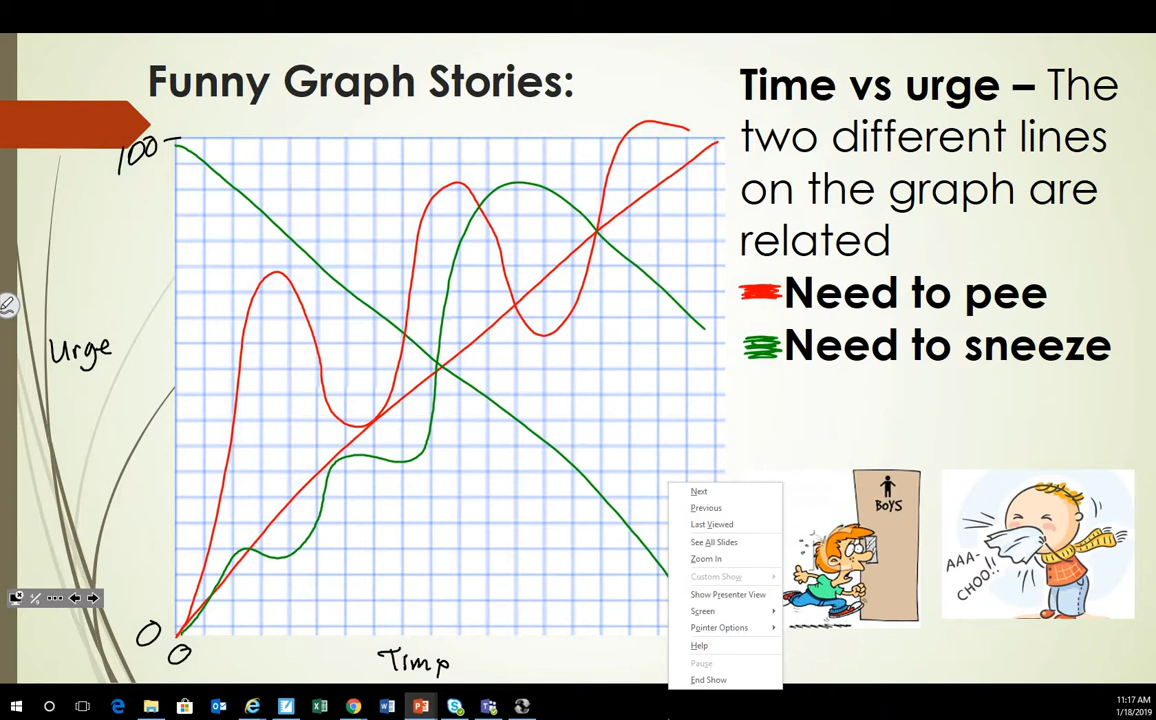 Funny Graph Stories:
Time vs urge – The
two different lines
on the graph are
related
Need to pee
Need to sneeze
100
Urge
0
0
Timp
BOYS
AAA-
CHOO!!
Next
Previous
Last Viewed
See All Slides
Zoom In
Custom Show
Show Presenter View
Screen
Pointer Options
Help
Pause
End Show
11:17 AM
1/18/2019